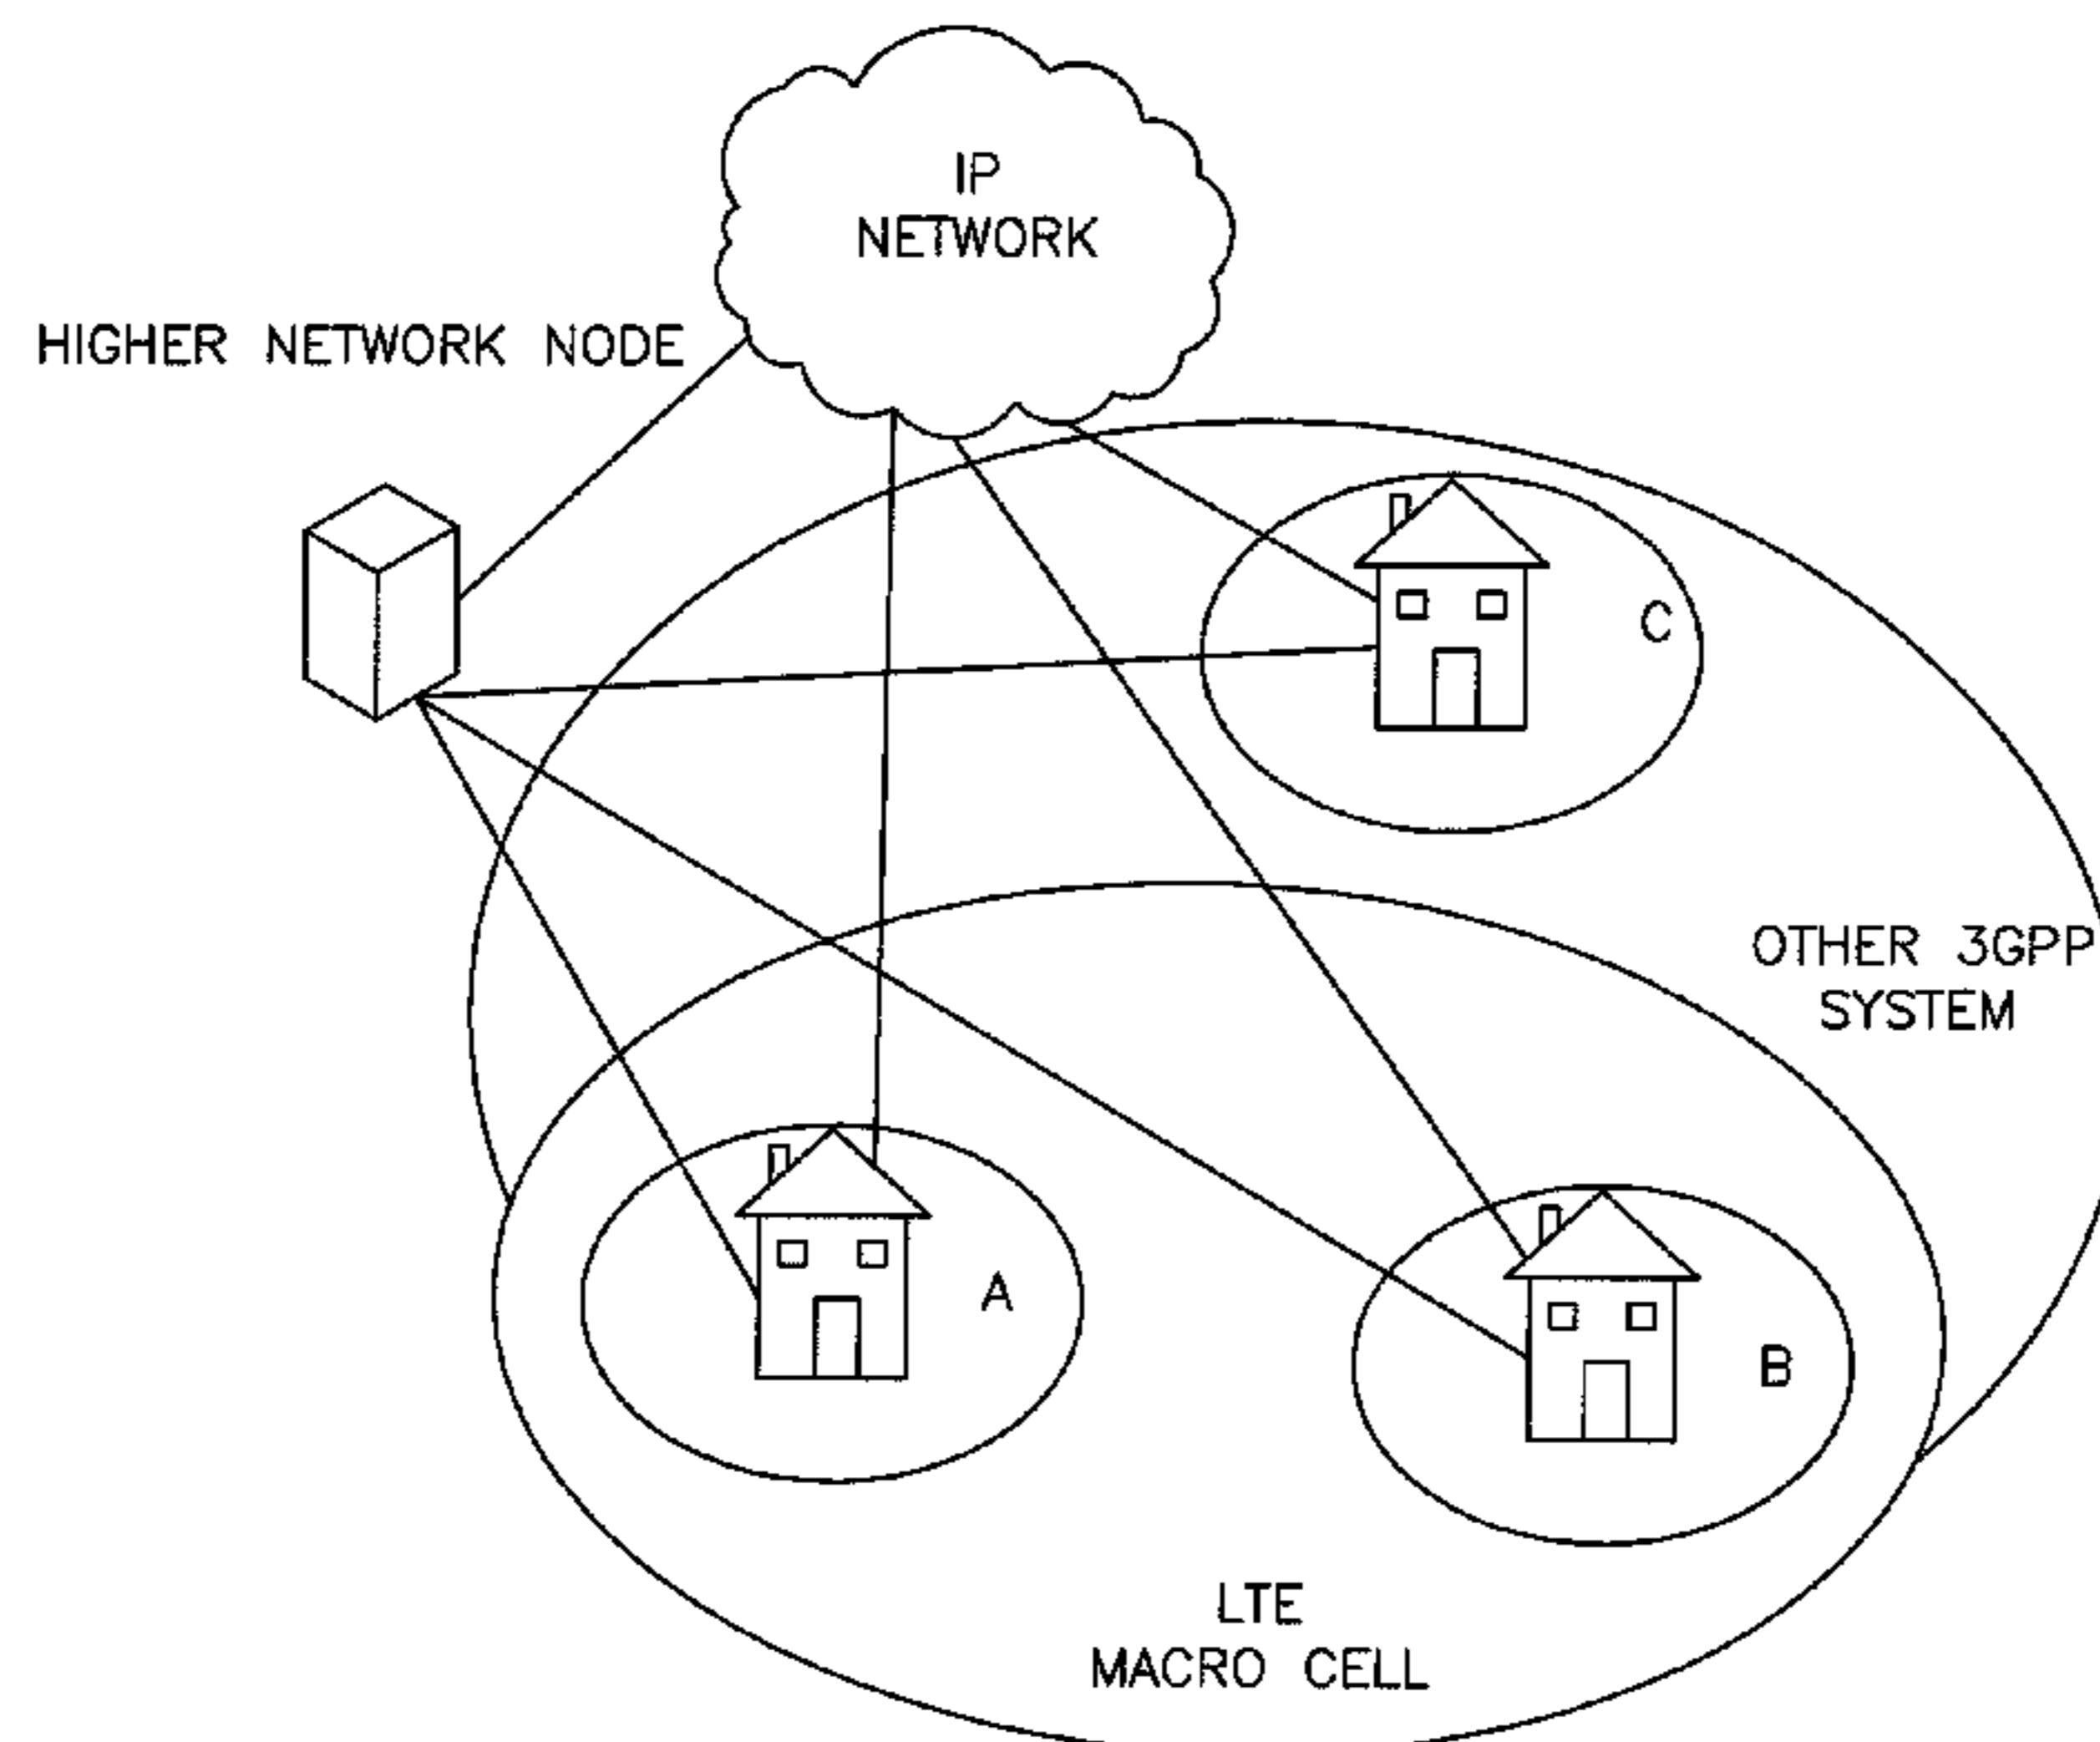 IP
NETWORK
HIGHER NETWORK NODE
C
OTHER 3GPP
SYSTEM
A
B
LTE
MACRO CELL